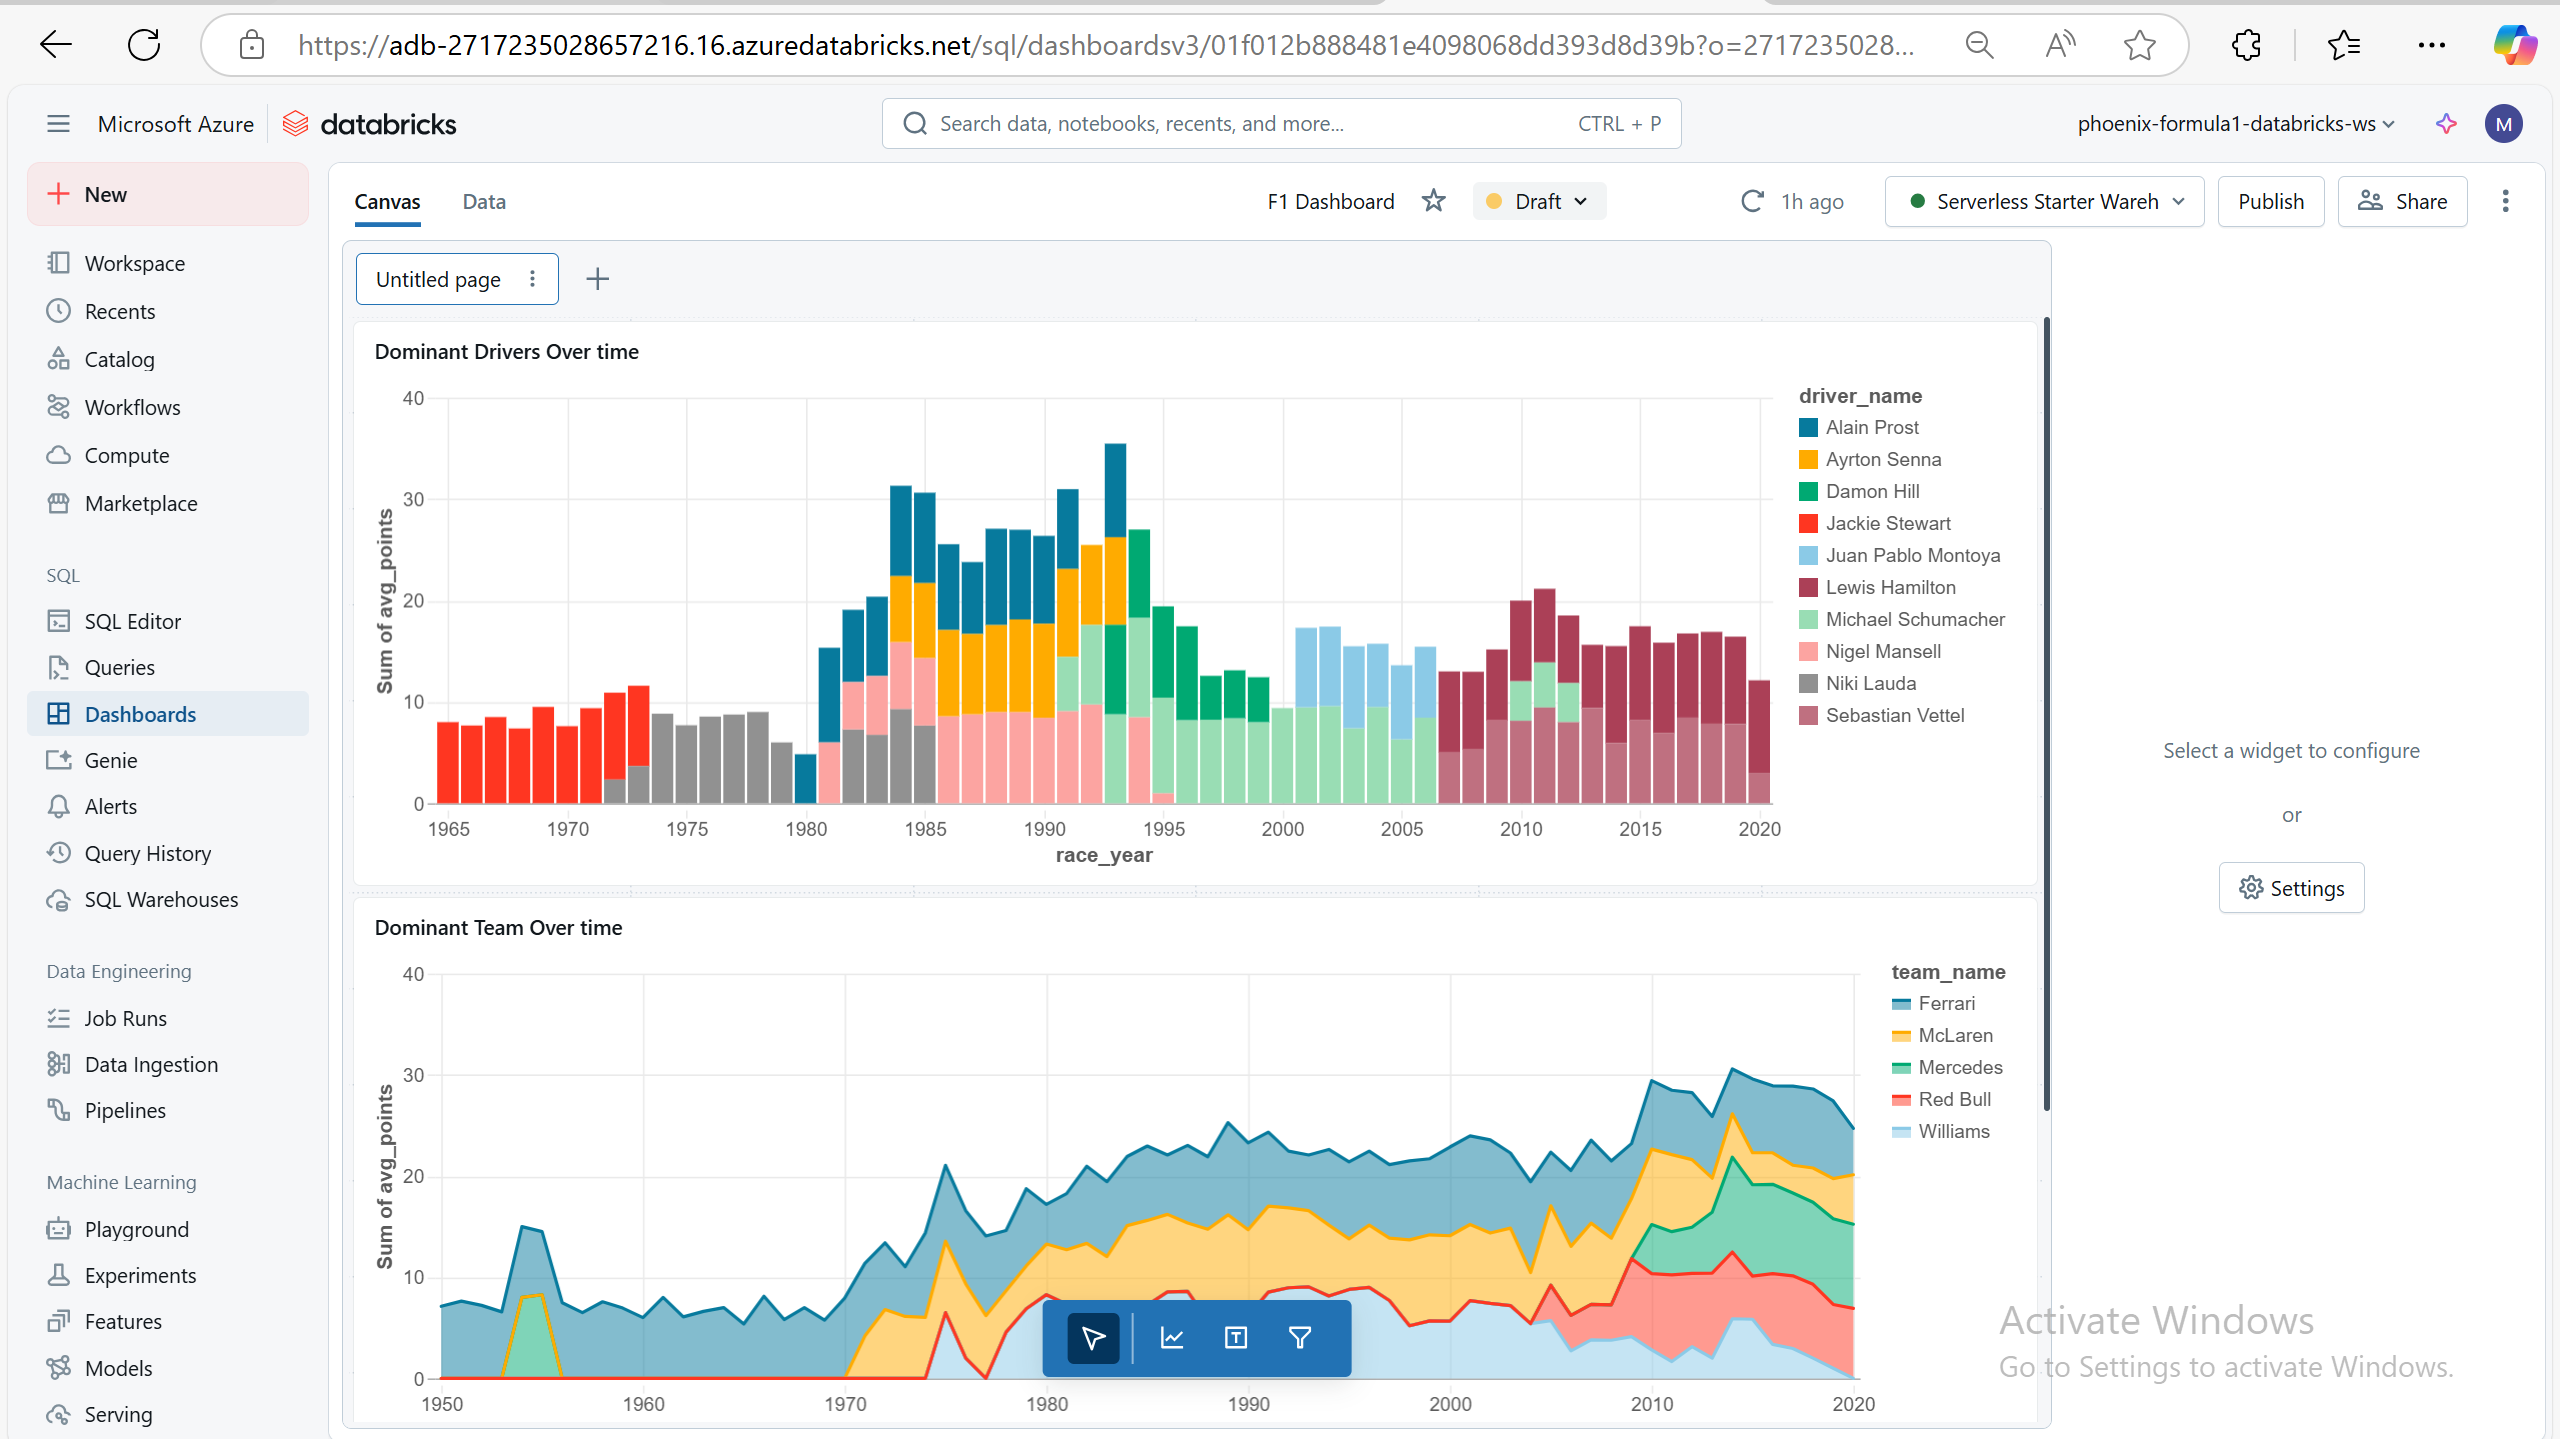 https://adb-2717235028657216.16.azuredatabricks.net/sql/dashboardsv3/01f012b888481e4098068dd393d8d39b?o=2717235028...
Microsoft Azure databricks
Search data, notebooks, recents, and more... CTRL + P
phoenix-formula1-databricks-ws M
New
Workspace
Recents
Catalog
Workflows
Compute
Marketplace
SQL
SQL Editor
Queries
Dashboards
Genie
Alerts
Query History
SQL Warehouses
Data Engineering
Job Runs
Data Ingestion
Pipelines
Machine Learning
Playground
Experiments
Features
Models
Serving
Canvas Data F1 Dashboard Draft 1h ago Serverless Starter Wareh Publish Share
Untitled page
Dominant Drivers Over time
Sum of avg_points
40
30
20
10
0
1965 1970 1975 1980 1985 1990 1995 2000 2005 2010 2015 2020
race_year
driver_name
Alain Prost
Ayrton Senna
Damon Hill
Jackie Stewart
Juan Pablo Montoya
Lewis Hamilton
Michael Schumacher
Nigel Mansell
Niki Lauda
Sebastian Vettel
Dominant Team Over time
Sum of avg_points
40
30
20
10
0
1950 1960 1970 1980 1990 2000 2010 2020
team_name
Ferrari
McLaren
Mercedes
Red Bull
Williams
Select a widget to configure
or
Settings
Activate Windows
Go to Settings to activate Windows.